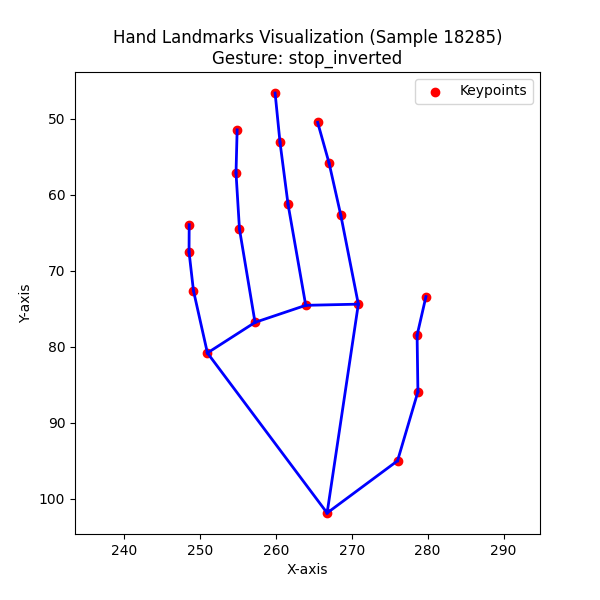 Hand Landmarks Visualization (Sample 18285)
Gesture: stop_inverted
Keypoints
50
60
70
80
90
100
Y-axis
240
250
260
270
280
290
X-axis